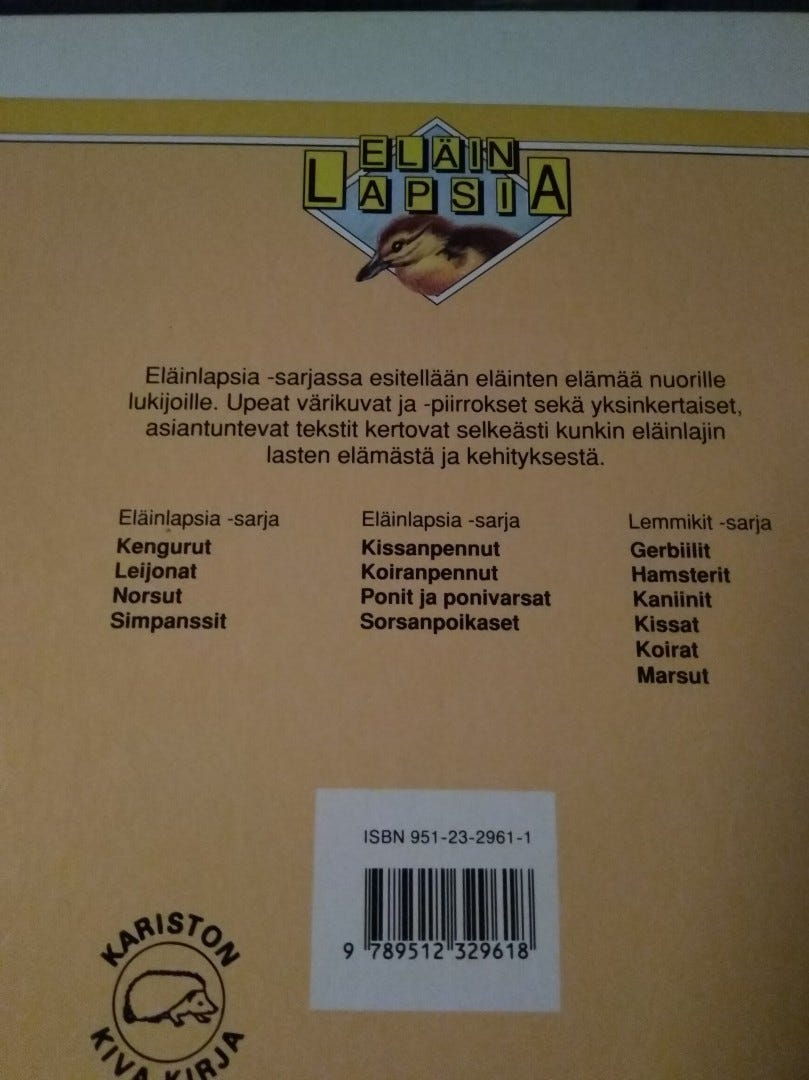 ELÄIN
LAPSIA
Eläinlapsia -sarjassa esitellään eläinten elämää nuorille
lukijoille. Upeat värikuvat ja -piirrokset sekä yksinkertaiset,
asiantuntevat tekstit kertovat selkeästi kunkin eläinlajin
lasten elämästä ja kehityksestä.
Eläinlapsia -sarja
Kengurut
Leijonat
Norsut
Simpanssit
Eläinlapsia -sarja
Kissanpennut
Koiranpennut
Ponit ja ponivarsat
Sorsanpoikaset
Lemmikit -sarja
Gerbiilit
Hamsterit
Kaniinit
Kissat
Koirat
Marsut
ISBN 951-23-2961-1
9 789512 329618
KARISTON
KIVA KIRJA